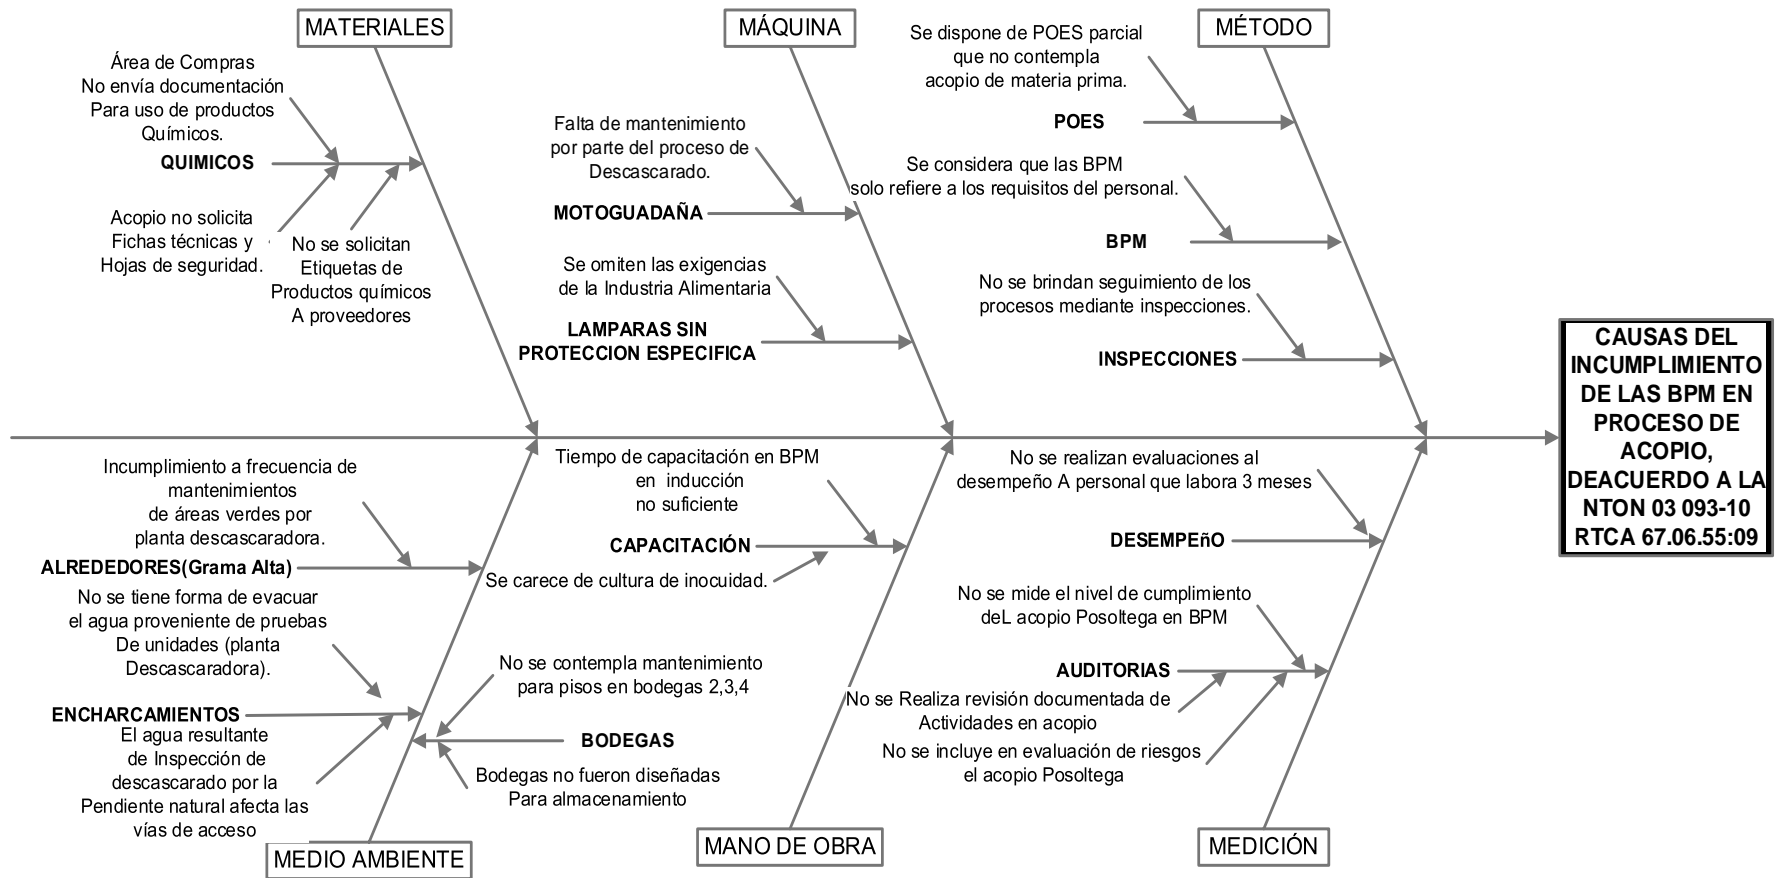 MATERIALES
MÁQUINA
MÉTODO
Área de Compras
No envía documentación
Para uso de productos
Químicos.
QUIMICOS
Acopio no solicita
Fichas técnicas y
Hojas de seguridad.
No se solicitan
Etiquetas de
Productos químicos
A proveedores
Falta de mantenimiento
por parte del proceso de
Descascarado.
MOTOGUADAÑA
Se omiten las exigencias
de la Industria Alimentaria
LAMPARAS SIN
PROTECCION ESPECIFICA
Se dispone de POES parcial
que no contempla
acopio de materia prima.
POES
Se considera que las BPM
solo refiere a los requisitos del personal.
BPM
No se brindan seguimiento de los
procesos mediante inspecciones.
INSPECCIONES
CAUSAS DEL
INCUMPLIMIENTO
DE LAS BPM EN
PROCESO DE
ACOPIO,
DEACUERDO A LA
NTON 03 093-10
RTCA 67.06.55:09
Incumplimiento a frecuencia de
mantenimientos
de áreas verdes por
planta descascaradora.
ALREDEDORES(Grama Alta)
No se tiene forma de evacuar
el agua proveniente de pruebas
De unidades (planta
Descascaradora).
ENCHARCAMIENTOS
El agua resultante
de Inspección de
descascarado por la
Pendiente natural afecta las
vías de acceso
No se contempla mantenimiento
para pisos en bodegas 2,3,4
BODEGAS
Bodegas no fueron diseñadas
Para almacenamiento
Tiempo de capacitación en BPM
en inducción
no suficiente
CAPACITACIÓN
Se carece de cultura de inocuidad.
No se realizan evaluaciones al
desempeño A personal que labora 3 meses
DESEMPEñO
No se mide el nivel de cumplimiento
deL acopio Posoltega en BPM
AUDITORIAS
No se Realiza revisión documentada de
Actividades en acopio
No se incluye en evaluación de riesgos
el acopio Posoltega
MEDIO AMBIENTE
MANO DE OBRA
MEDICIÓN